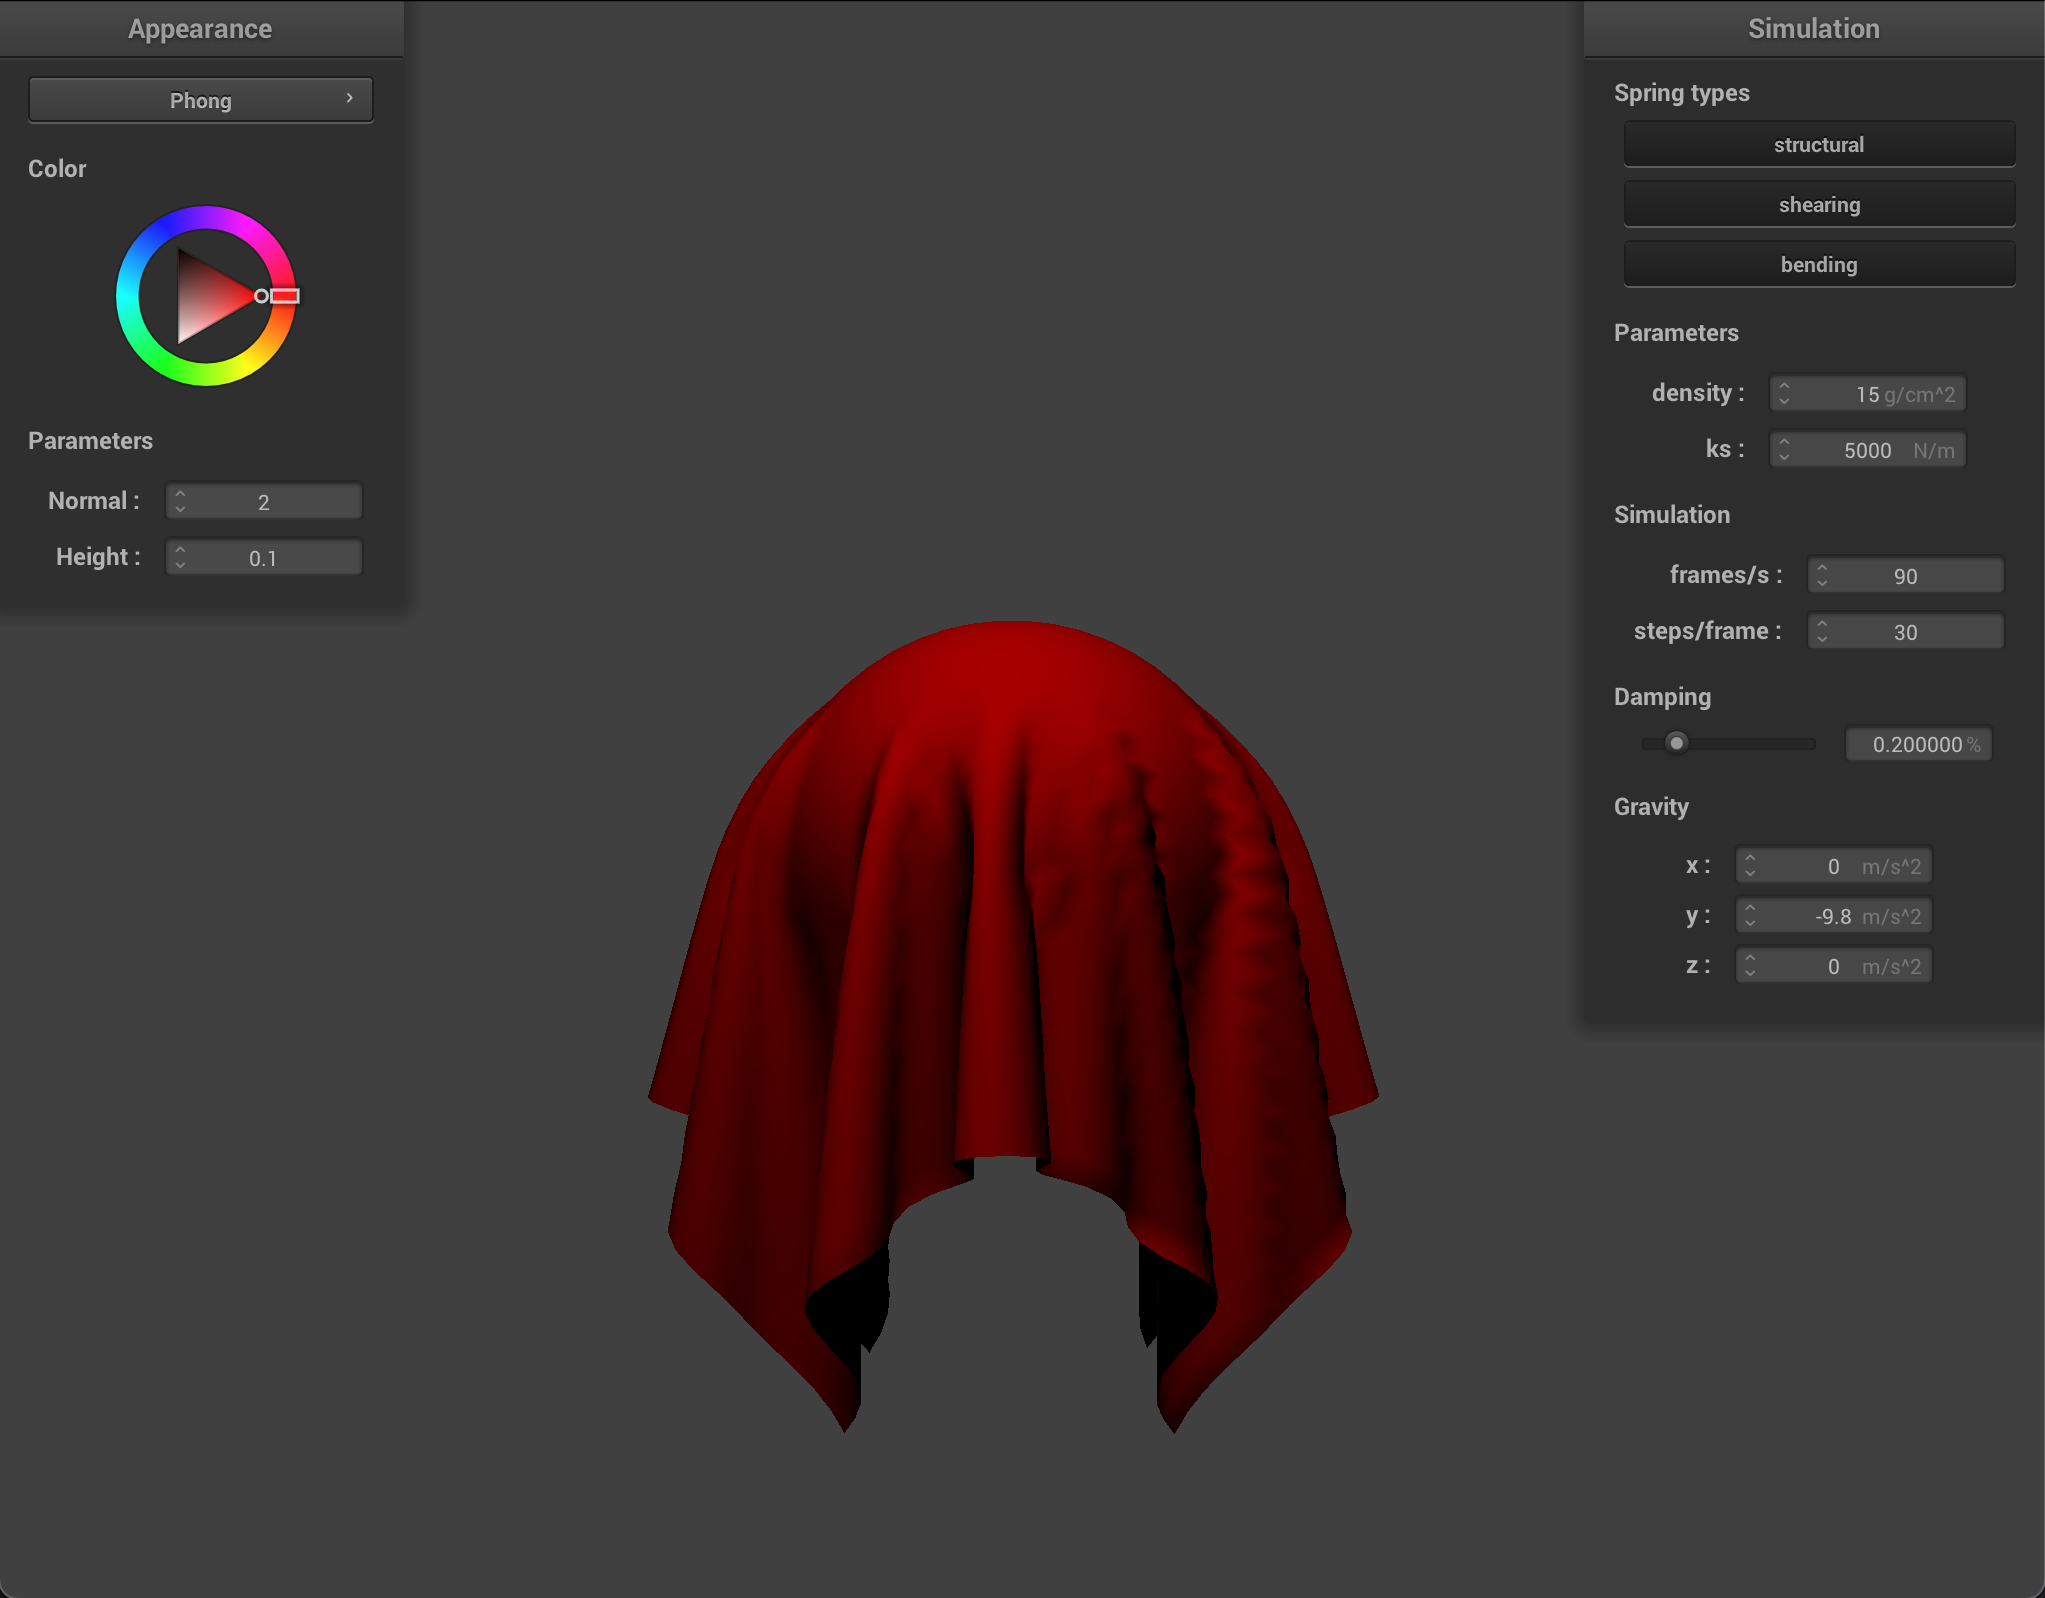 Appearance
Phong
Color
Parameters
Normal : 2
Height : 0.1
Simulation
Spring types
structural
shearing
bending
Parameters
density : 15 g/cm^2
ks : 5000 N/m
Simulation
frames/s : 90
steps/frame : 30
Damping
0.200000 %
Gravity
x : 0 m/s^2
y : -9.8 m/s^2
z : 0 m/s^2